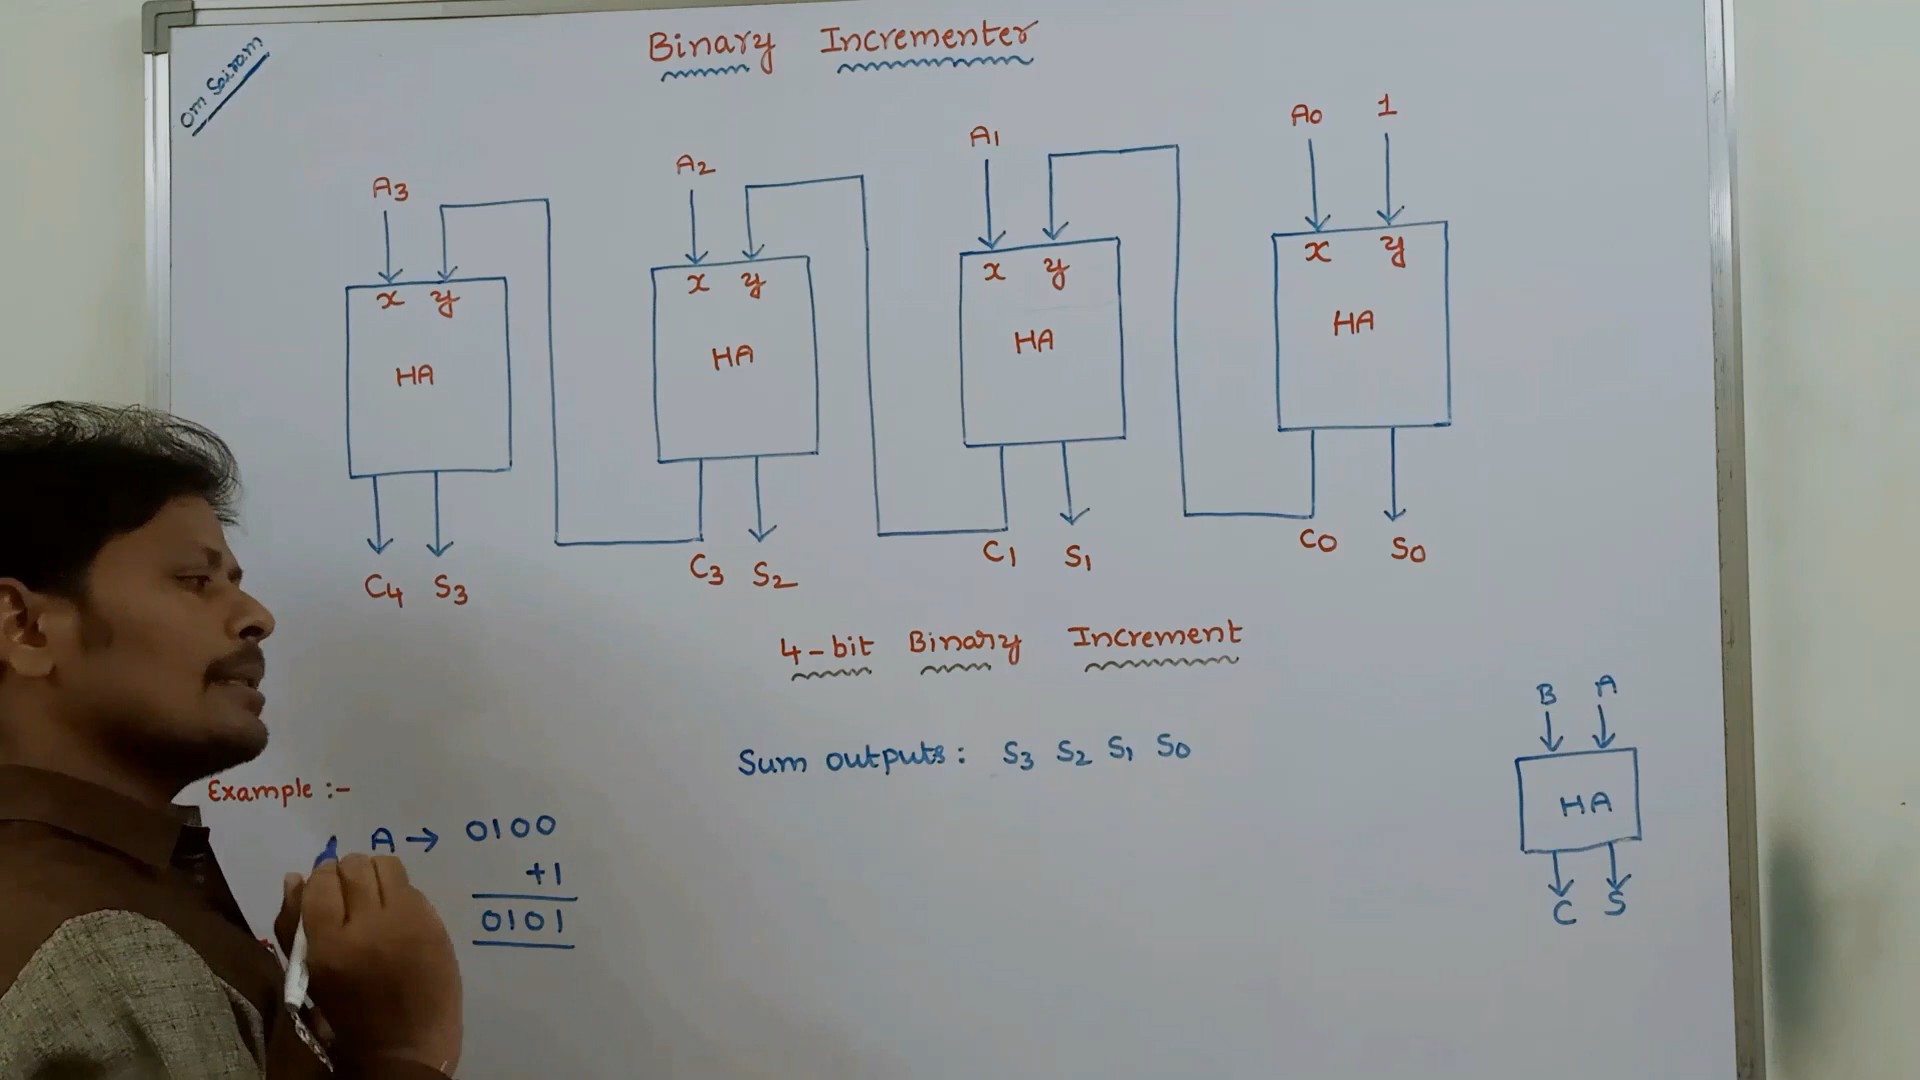 Om Sairam
Binary Incrementer
A3 A2 A1 A0 1
x y x y x y x y
HA HA HA HA
C4 S3 C3 S2 C1 S1 C0 S0
4-bit Binary Increment
Sum outputs: S3 S2 S1 S0
B A
HA
C S
Example :-
A → 0100
+1
0101